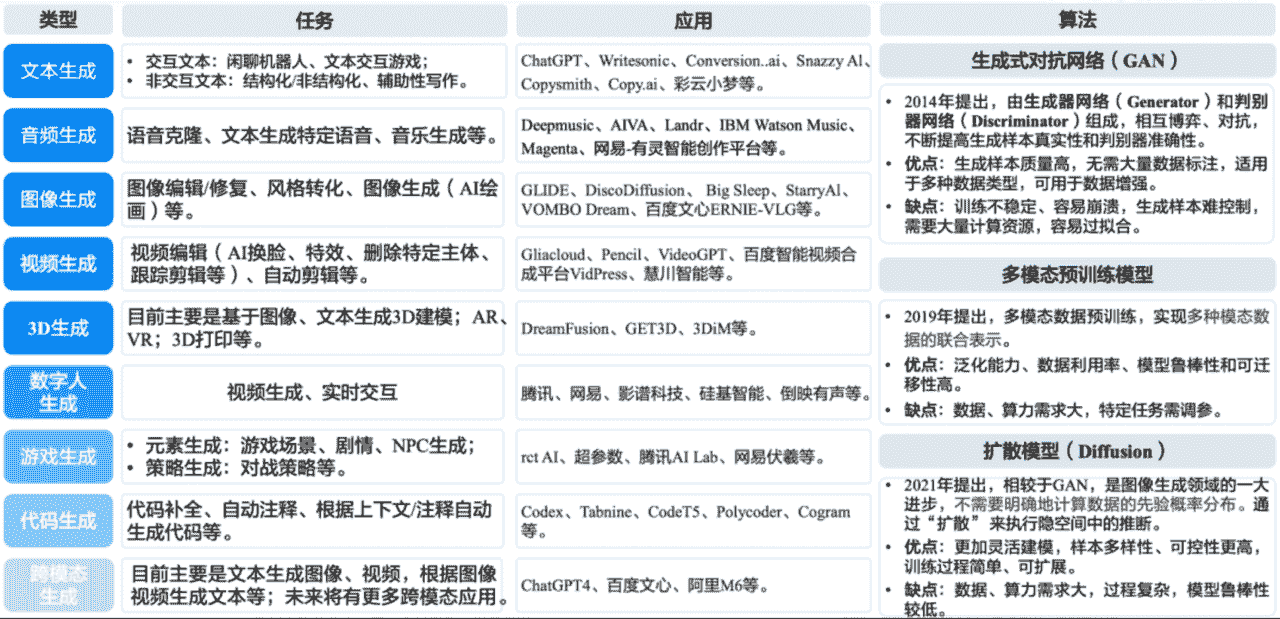 类型
任务
应用
算法
文本生成
• 交互文本：闲聊机器人、文本交互游戏；
• 非交互文本：结构化/非结构化、辅助性写作。
ChatGPT、Writesonic、Conversion..ai、Snazzy AI、
Copysmith、Copy.ai、彩云小梦等。
音频生成
语音克隆、文本生成特定语音、音乐生成等。
Deepmusic、AIVA、Landr、IBM Watson Music、
Magenta、网易-有灵智能创作平台等。
图像生成
图像编辑/修复、风格转化、图像生成（AI绘
画）等。
GLIDE、DiscoDiffusion、 Big Sleep、StarryAI、
VOMBO Dream、百度文心ERNIE-VLG等。
视频生成
视频编辑（AI换脸、特效、删除特定主体、
跟踪剪辑等）、自动剪辑等。
Gliacloud、Pencil、VideoGPT、百度智能视频合
成平台VidPress、慧川智能等。
3D生成
目前主要是基于图像、文本生成3D建模；AR、
VR；3D打印等。
DreamFusion、GET3D、3DiM等。
数字人
生成
视频生成、实时交互
腾讯、网易、影谱科技、硅基智能、倒映有声等。
游戏生成
• 元素生成：游戏场景、剧情、NPC生成；
• 策略生成：对战策略等。
rct AI、超参数、腾讯AI Lab、网易伏羲等。
代码生成
代码补全、自动注释、根据上下文/注释自动
生成代码等。
Codex、Tabnine、CodeT5、Polycoder、Cogram
等。
跨模态
生成
目前主要是文本生成图像、视频，根据图像
视频生成文本等；未来将有更多跨模态应用。
ChatGPT4、百度文心、阿里M6等。
生成式对抗网络（GAN）
• 2014年提出，由生成器网络（Generator）和判别
器网络（Discriminator）组成，相互博弈、对抗，
不断提高生成样本真实性和判别器准确性。
• 优点：生成样本质量高，无需大量数据标注，适用
于多种数据类型，可用于数据增强。
• 缺点：训练不稳定、容易崩溃，生成样本难控制，
需要大量计算资源，容易过拟合。
多模态预训练模型
• 2019年提出，多模态数据预训练，实现多种模态数
据的联合表示。
• 优点：泛化能力、数据利用率、模型鲁棒性和可迁
移性高。
• 缺点：数据、算力需求大，特定任务需调参。
扩散模型（Diffusion）
• 2021年提出，相较于GAN，是图像生成领域的一大
进步，不需要明确地计算数据的先验概率分布。通
过“扩散” 来执行隐空间中的推断。
• 优点：更加灵活建模，样本多样性、可控性更高，
训练过程简单、可扩展。
• 缺点：数据、算力需求大，过程复杂，模型鲁棒性
较低。